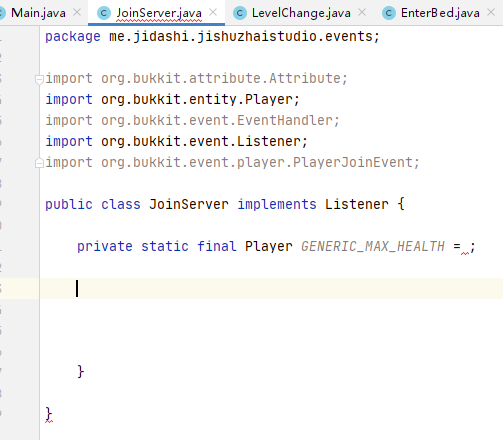 Main.java JoinServer.java LevelChange.java EnterBed.java
package me.jidashi.jishuzhaistudio.events;
import org.bukkit.attribute.Attribute;
import org.bukkit.entity.Player;
import org.bukkit.event.EventHandler;
import org.bukkit.event.Listener;
import org.bukkit.event.player.PlayerJoinEvent;
public class JoinServer implements Listener {
private static final Player GENERIC_MAX_HEALTH = ;
}
}